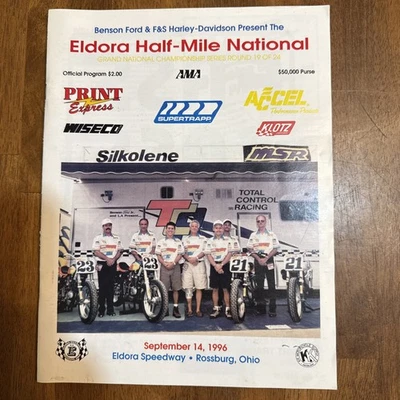 Benson Ford & F&S Harley-Davidson Present The
Eldora Half-Mile National
GRAND NATIONAL CHAMPIONSHIP SERIES ROUND 19 OF 24
Official Program $2.00
AMA
$50,000 Purse
PRINT
Express
SUPERTRAPP
ACCEL
WISECO
KLOTZ
Silkolene
MSR
TCR
TOTAL
CONTROL
RACING
23
23
21
21
September 14, 1996
Eldora Speedway • Rossburg, Ohio